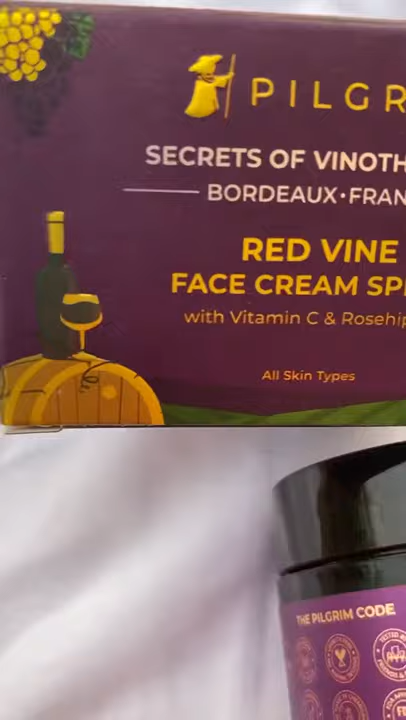 PILGR
SECRETS OF VINOTH
BORDEAUX•FRAN
RED VINE
FACE CREAM SP
with Vitamin C & Rosehip
All Skin Types
THE PILGRIM CODE